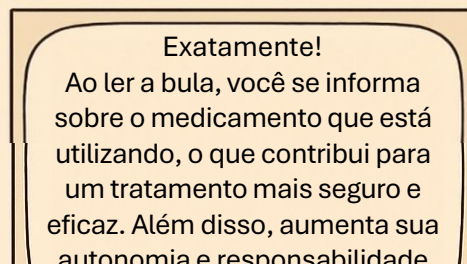 Exatamente!
Ao ler a bula, você se informa
sobre o medicamento que está
utilizando, o que contribui para
um tratamento mais seguro e
eficaz. Além disso, aumenta sua
autonomia e responsabilidade